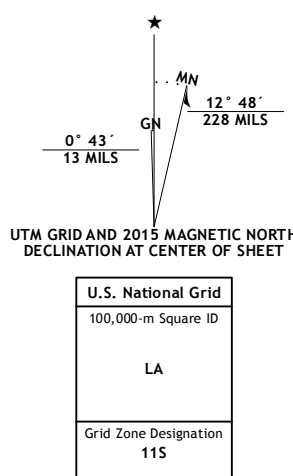 ★
MN
GN
12° 48´
228 MILS
0° 43´
13 MILS
UTM GRID AND 2015 MAGNETIC NORTH
DECLINATION AT CENTER OF SHEET
U.S. National Grid
100,000-m Square ID
LA
Grid Zone Designation
11S